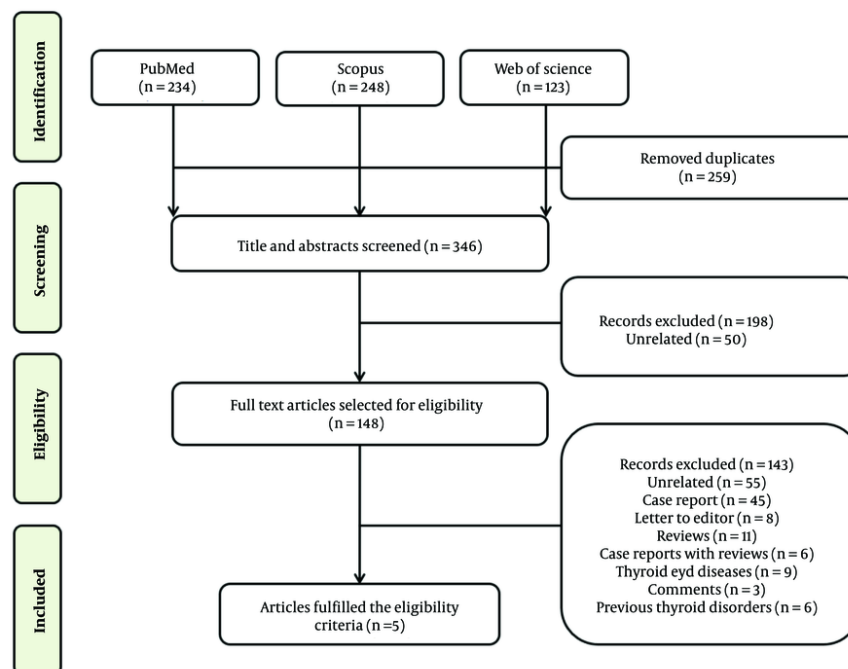 Identification
PubMed
(n = 234)
Scopus
(n = 248)
Web of science
(n = 123)
Removed duplicates
(n = 259)
Screening
Title and abstracts screened (n = 346)
Records excluded (n = 198)
Unrelated (n = 50)
Eligibility
Full text articles selected for eligibility
(n = 148)
Records excluded (n = 143)
Unrelated (n = 55)
Case report (n = 45)
Letter to editor (n = 8)
Reviews (n = 11)
Case reports with reviews (n = 6)
Thyroid eyd diseases (n = 9)
Comments (n = 3)
Previous thyroid disorders (n = 6)
Included
Articles fulfilled the eligibility
criteria (n =5)